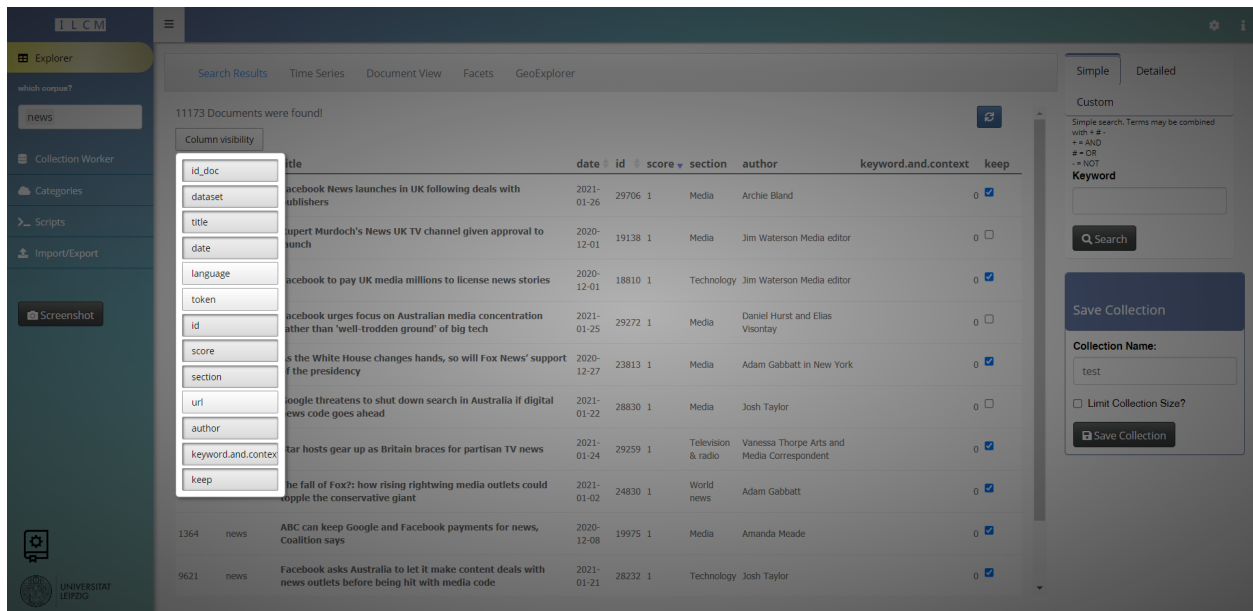 ILCM
Explorer
which corpus?
news
Collection Worker
Categories
Scripts
Import/Export
Screenshot
UNIVERSITAT
LEIPZIG
Search Results Time Series Document View Facets GeoExplorer
11173 Documents were found!
Column visibility
id_doc
dataset
title
date
language
token
id
score
section
url
author
keyword.and.contex
keep
itle date id score section author keyword.and.context keep
acebook News launches in UK following deals with
ublishers
2021-
01-26
29706 1 Media Archie Bland 0
upert Murdoch's News UK TV channel given approval to
unch
2020-
12-01
19138 1 Media Jim Waterson Media editor 0
acebook to pay UK media millions to license news stories
2020-
12-01
18810 1 Technology Jim Waterson Media editor 0
acebook urges focus on Australian media concentration
ather than 'well-trodden ground' of big tech
2021-
01-25
29272 1 Media Daniel Hurst and Elias
Visontay
0
s the White House changes hands, so will Fox News' support
f the presidency
2020-
12-27
23813 1 Media Adam Gabbatt in New York 0
oogle threatens to shut down search in Australia if digital
ews code goes ahead
2021-
01-22
28830 1 Media Josh Taylor 0
tar hosts gear up as Britain braces for partisan TV news
2021-
01-24
29259 1 Television
& radio
Vanessa Thorpe Arts and
Media Correspondent
0
he fall of Fox?: how rising rightwing media outlets could
opple the conservative giant
2021-
01-02
24830 1 World
news
Adam Gabbatt 0
1364 news ABC can keep Google and Facebook payments for news,
Coalition says
2020-
12-08
19975 1 Media Amanda Meade 0
9621 news Facebook asks Australia to let it make content deals with
news outlets before being hit with media code
2021-
01-21
28232 1 Technology Josh Taylor 0
Simple Detailed
Custom
Simple search. Terms may be combined
with + # -
+ = AND
# = OR
- = NOT
Keyword
Search
Save Collection
Collection Name:
test
Limit Collection Size?
Save Collection